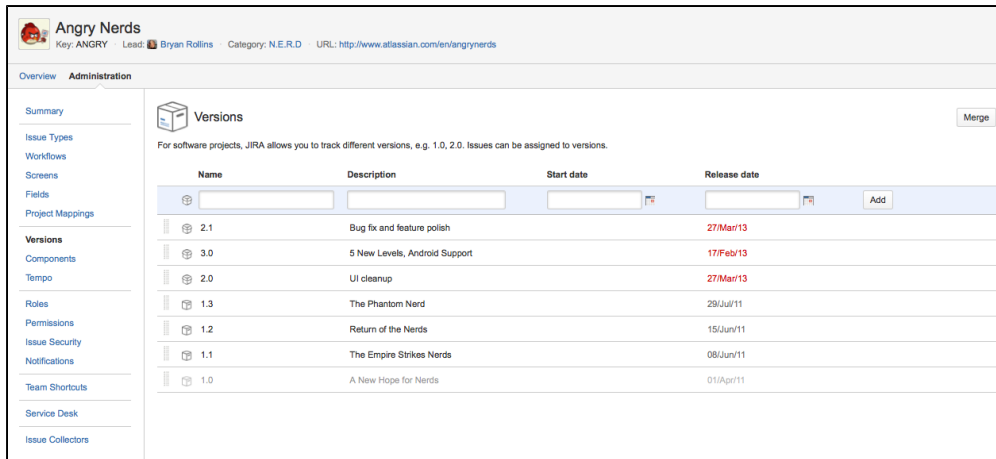 Angry Nerds
Key: ANGRY · Lead: Bryan Rollins · Category: N.E.R.D · URL: http://www.atlassian.com/en/angrynerds
Overview Administration
Summary
Issue Types
Workflows
Screens
Fields
Project Mappings
Versions
Components
Tempo
Roles
Permissions
Issue Security
Notifications
Team Shortcuts
Service Desk
Issue Collectors
Versions
Merge
For software projects, JIRA allows you to track different versions, e.g. 1.0, 2.0. Issues can be assigned to versions.
Name Description Start date Release date
Add
2.1 Bug fix and feature polish 27/Mar/13
3.0 5 New Levels, Android Support 17/Feb/13
2.0 UI cleanup 27/Mar/13
1.3 The Phantom Nerd 29/Jul/11
1.2 Return of the Nerds 15/Jun/11
1.1 The Empire Strikes Nerds 08/Jun/11
1.0 A New Hope for Nerds 01/Apr/11